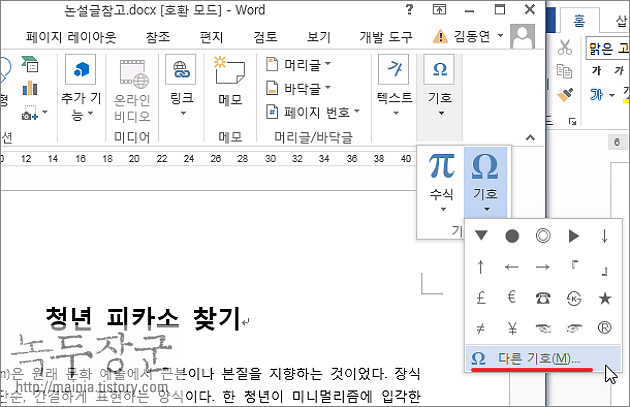 논설글참고.docx [호환 모드] - Word
홈
삽
페이지 레이아웃 참조 편지 검토 보기 개발 도구 김동연
형
추가 기능
온라인 비디오
링크
메모
머리글
바닥글
페이지 번호
텍스트
기호
맑은 고
가 가
미디어 메모 머리글/바닥글
12 14 16 18 20 22 24 26 28 30 32 34 36 38 40
6
π Ω
수식 기호
▼ ● ◎ ▶ ↓
↑ ← → 『 』
£ € ☎ ㉿ ★
≠ ¥ ☜ ☞ ®
Ω 다른 기호(M)...
청년 피카소 찾기
녹두장군
은 원래 문화 예술에서 근본이나 본질을 지향하는 것이었다. 장식
http://mainia.tistory.com
단순, 간결하게 표현하는 양식이다. 한 청년이 미니멀리즘에 입각한